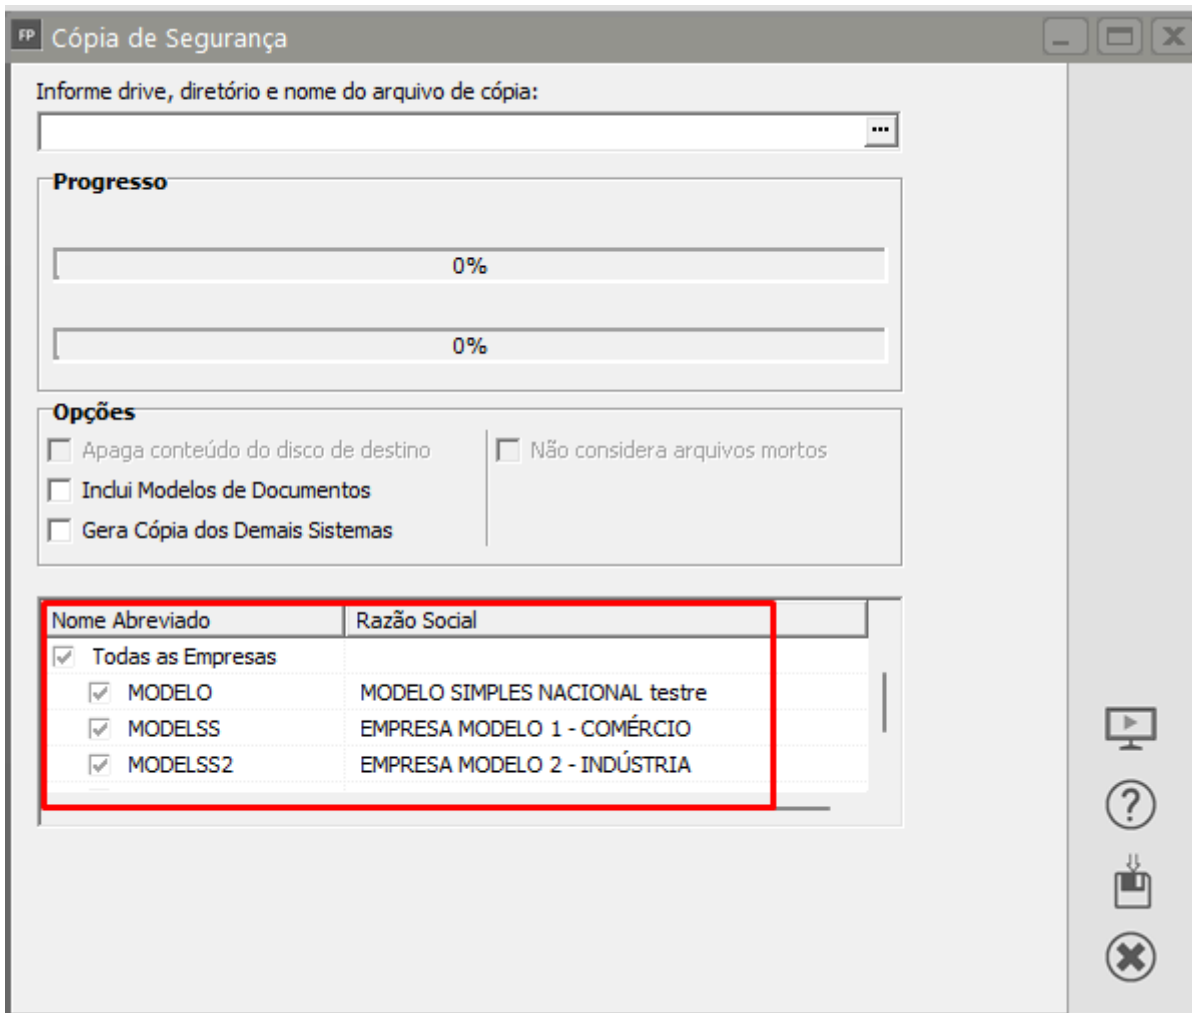 FP Cópia de Segurança
Informe drive, diretório e nome do arquivo de cópia:
...
Progresso
0%
0%
Opções
Apaga conteúdo do disco de destino Não considera arquivos mortos
Inclui Modelos de Documentos
Gera Cópia dos Demais Sistemas
Nome Abreviado Razão Social
Todas as Empresas
MODELO MODELO SIMPLES NACIONAL testre
MODELSS EMPRESA MODELO 1 - COMÉRCIO
MODELSS2 EMPRESA MODELO 2 - INDÚSTRIA